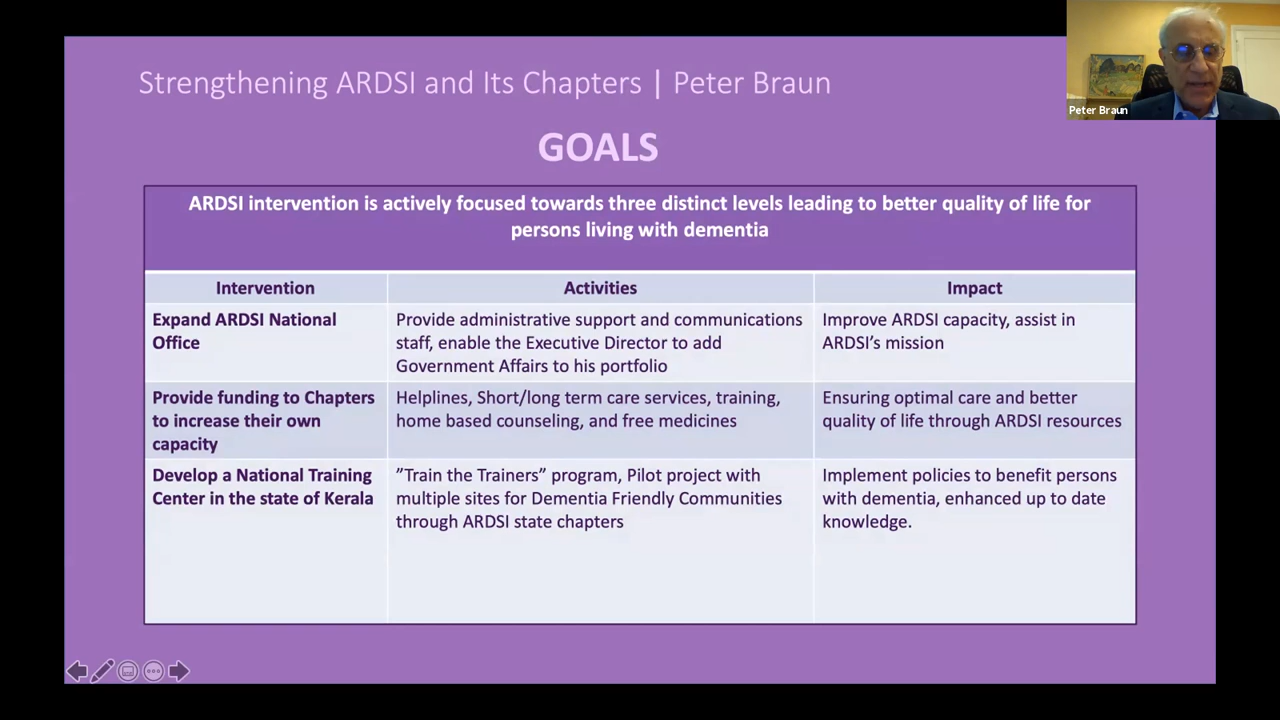 Strengthening ARDSI and Its Chapters | Peter Braun
Peter Braun
GOALS
ARDSI intervention is actively focused towards three distinct levels leading to better quality of life for
persons living with dementia
Intervention
Activities
Impact
Expand ARDSI National
Office
Provide administrative support and communications
staff, enable the Executive Director to add
Government Affairs to his portfolio
Improve ARDSI capacity, assist in
ARDSI’s mission
Provide funding to Chapters
to increase their own
capacity
Helplines, Short/long term care services, training,
home based counseling, and free medicines
Ensuring optimal care and better
quality of life through ARDSI resources
Develop a National Training
Center in the state of Kerala
”Train the Trainers” program, Pilot project with
multiple sites for Dementia Friendly Communities
through ARDSI state chapters
Implement policies to benefit persons
with dementia, enhanced up to date
knowledge.